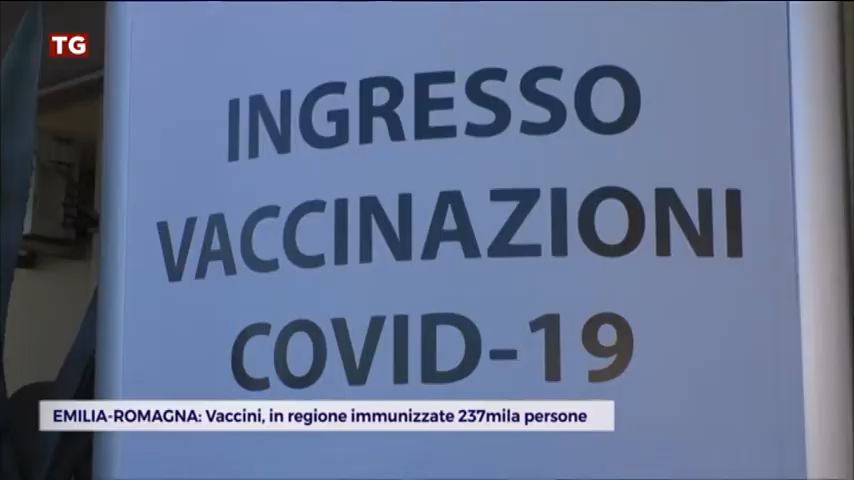 TG
INGRESSO
VACCINAZIONI
COVID-19
EMILIA-ROMAGNA: Vaccini, in regione immunizzate 237mila persone